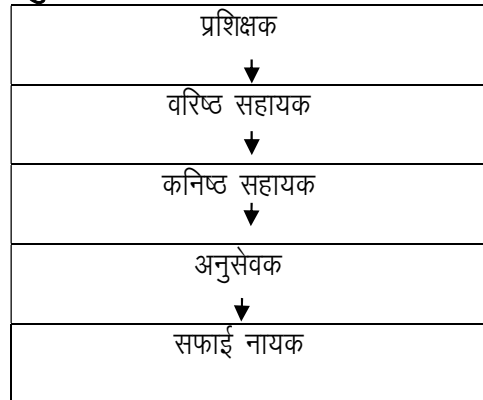 प्रशिक्षक
वरिष्ठ सहायक
कनिष्ठ सहायक
अनुसेवक
सफाई नायक